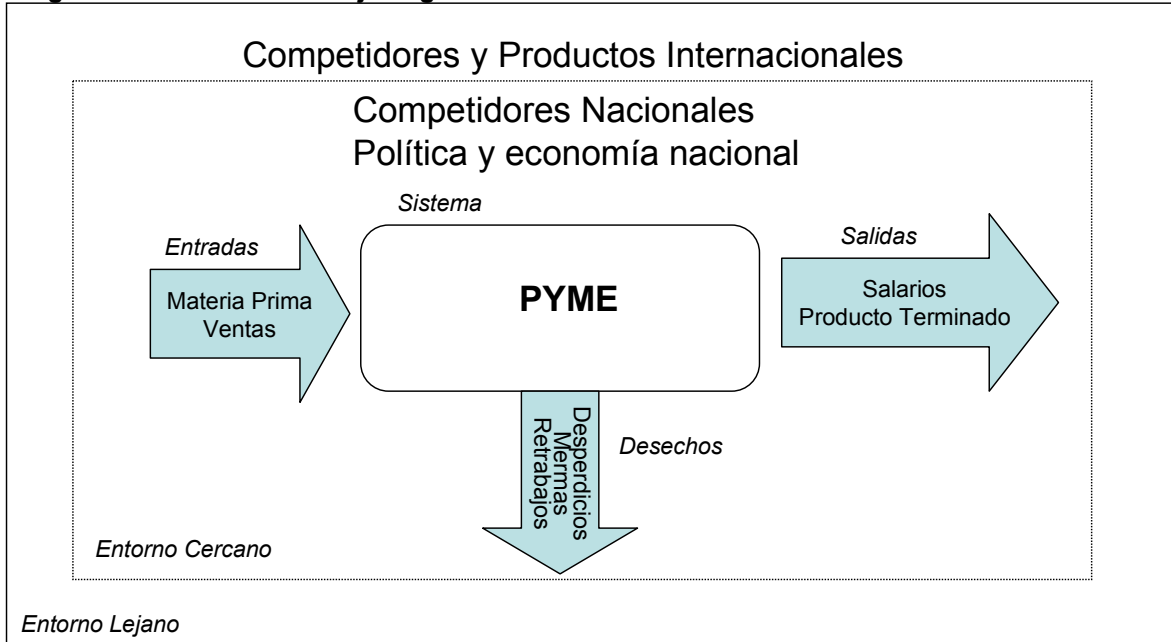 Competidores y Productos Internacionales
Competidores Nacionales
Política y economía nacional
Sistema
Entradas
Salidas
Materia Prima
Ventas
PYME
Salarios
Producto Terminado
Desperdicios
Mermas
Retrabajos
Desechos
Entorno Cercano
Entorno Lejano